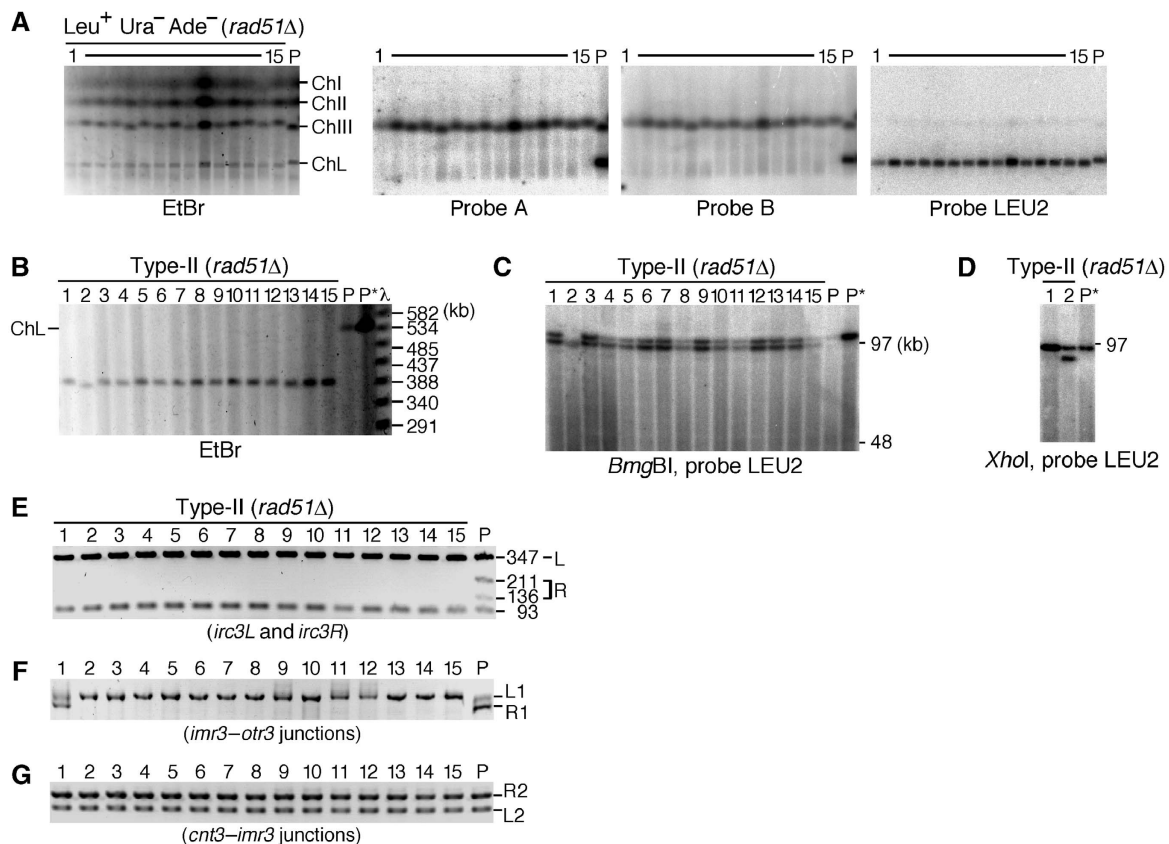 A
Leu+ Ura− Ade− (rad51Δ)
1 15 P
ChI
ChII
ChIII
ChL
EtBr
1 15 P
Probe A
1 15 P
Probe B
1 15 P
Probe LEU2
B
Type-II (rad51Δ)
1 2 3 4 5 6 7 8 9 10 11 12 13 14 15 P P* λ
ChL
582 (kb)
534
485
437
388
340
291
EtBr
C
Type-II (rad51Δ)
1 2 3 4 5 6 7 8 9 10 11 12 13 14 15 P P*
97 (kb)
48
BmgBI, probe LEU2
D
Type-II (rad51Δ)
1 2 P*
97
XhoI, probe LEU2
E
Type-II (rad51Δ)
1 2 3 4 5 6 7 8 9 10 11 12 13 14 15 P
347 L
211
136
R
93
(irc3L and irc3R)
F
1 2 3 4 5 6 7 8 9 10 11 12 13 14 15 P
L1
R1
(imr3–otr3 junctions)
G
1 2 3 4 5 6 7 8 9 10 11 12 13 14 15 P
R2
L2
(cnt3–imr3 junctions)